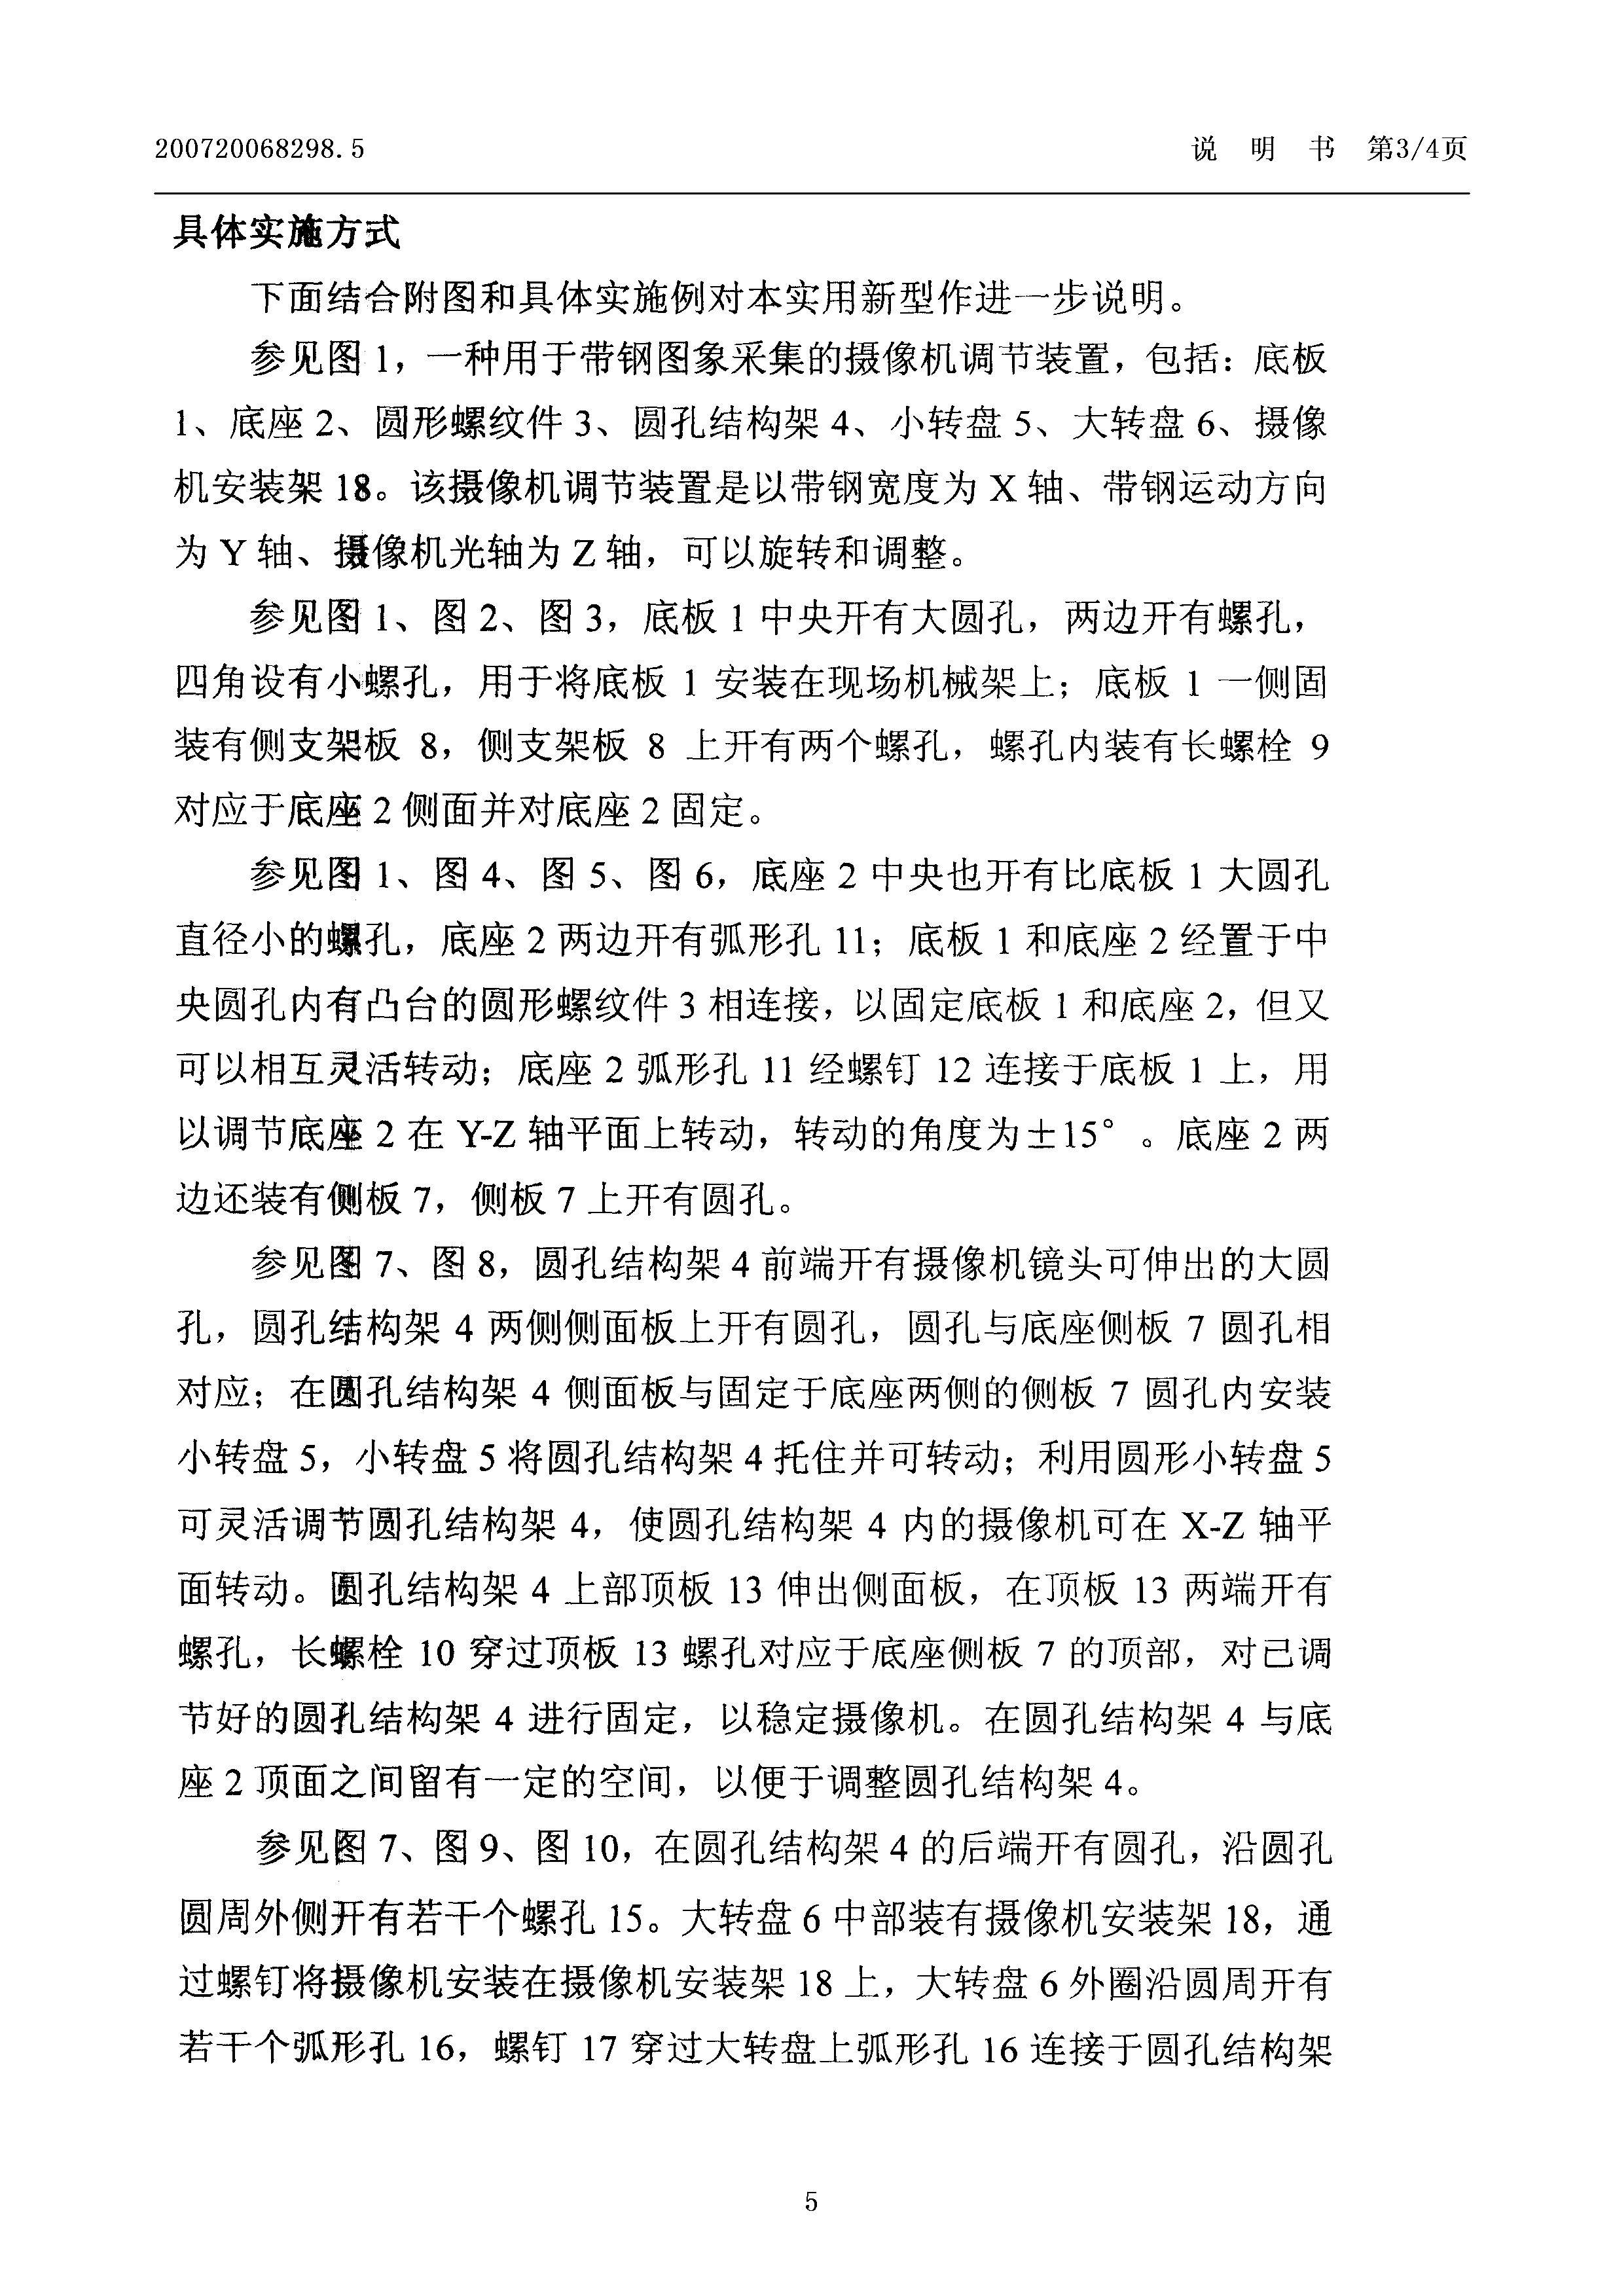 200720068298.5
说 明 书 第3/4页
具体实施方式
下面结合附图和具体实施例对本实用新型作进一步说明。
参见图 1，一种用于带钢图象采集的摄像机调节装置，包括：底板
1、底座 2、圆形螺纹件 3、圆孔结构架 4、小转盘 5、大转盘 6、摄像
机安装架 18。该摄像机调节装置是以带钢宽度为 X 轴、带钢运动方向
为 Y 轴、摄像机光轴为 Z 轴，可以旋转和调整。
参见图 1、图 2、图 3，底板 1 中央开有大圆孔，两边开有螺孔，
四角设有小螺孔，用于将底板 1 安装在现场机械架上；底板 1 一侧固
装有侧支架板 8，侧支架板 8 上开有两个螺孔，螺孔内装有长螺栓 9
对应于底座 2 侧面并对底座 2 固定。
参见图 1、图 4、图 5、图 6，底座 2 中央也开有比底板 1 大圆孔
直径小的螺孔，底座 2 两边开有弧形孔 11；底板 1 和底座 2 经置于中
央圆孔内有凸台的圆形螺纹件 3 相连接，以固定底板 1 和底座 2，但又
可以相互灵活转动；底座 2 弧形孔 11 经螺钉 12 连接于底板 1 上，用
以调节底座 2 在 Y-Z 轴平面上转动，转动的角度为±15°。底座 2 两
边还装有侧板 7，侧板 7 上开有圆孔。
参见图 7、图 8，圆孔结构架 4 前端开有摄像机镜头可伸出的大圆
孔，圆孔结构架 4 两侧侧面板上开有圆孔，圆孔与底座侧板 7 圆孔相
对应；在圆孔结构架 4 侧面板与固定于底座两侧的侧板 7 圆孔内安装
小转盘 5，小转盘 5 将圆孔结构架 4 托住并可转动；利用圆形小转盘 5
可灵活调节圆孔结构架 4，使圆孔结构架 4 内的摄像机可在 X-Z 轴平
面转动。圆孔结构架 4 上部顶板 13 伸出侧面板，在顶板 13 两端开有
螺孔，长螺栓 10 穿过顶板 13 螺孔对应于底座侧板 7 的顶部，对已调
节好的圆孔结构架 4 进行固定，以稳定摄像机。在圆孔结构架 4 与底
座 2 顶面之间留有一定的空间，以便于调整圆孔结构架 4。
参见图 7、图 9、图 10，在圆孔结构架 4 的后端开有圆孔，沿圆孔
圆周外侧开有若干个螺孔 15。大转盘 6 中部装有摄像机安装架 18，通
过螺钉将摄像机安装在摄像机安装架 18 上，大转盘 6 外圈沿圆周开有
若干个弧形孔 16，螺钉 17 穿过大转盘上弧形孔 16 连接于圆孔结构架
5